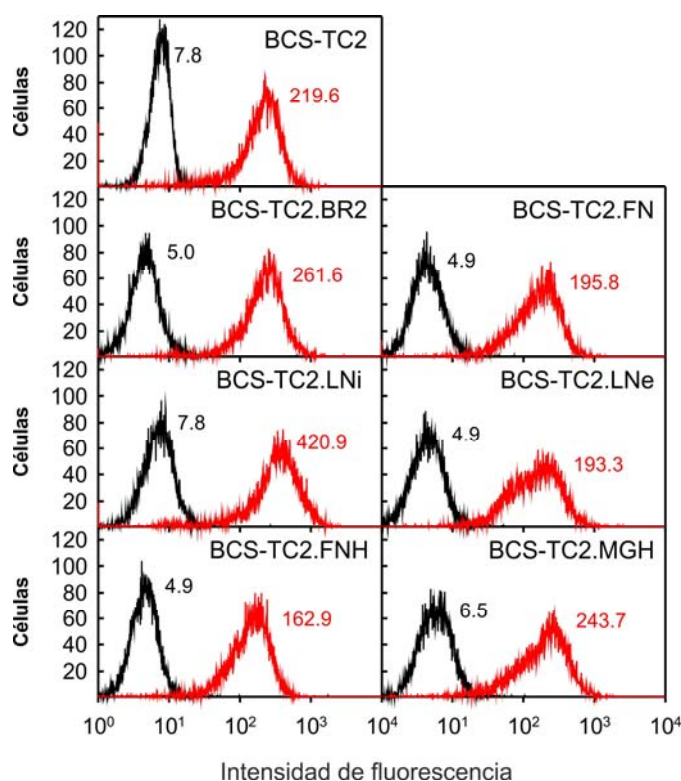 BCS-TC2
7.8
219.6
Células
120
100
80
60
40
20
BCS-TC2.BR2
5.0
261.6
Células
120
100
80
60
40
20
BCS-TC2.FN
4.9
195.8
BCS-TC2.LNi
7.8
420.9
Células
120
100
80
60
40
20
BCS-TC2.LNe
4.9
193.3
BCS-TC2.FNH
4.9
162.9
Células
120
100
80
60
40
20
BCS-TC2.MGH
6.5
243.7
10⁰ 10¹ 10² 10³ 10⁴ 10¹ 10² 10³ 10⁴
Intensidad de fluorescencia